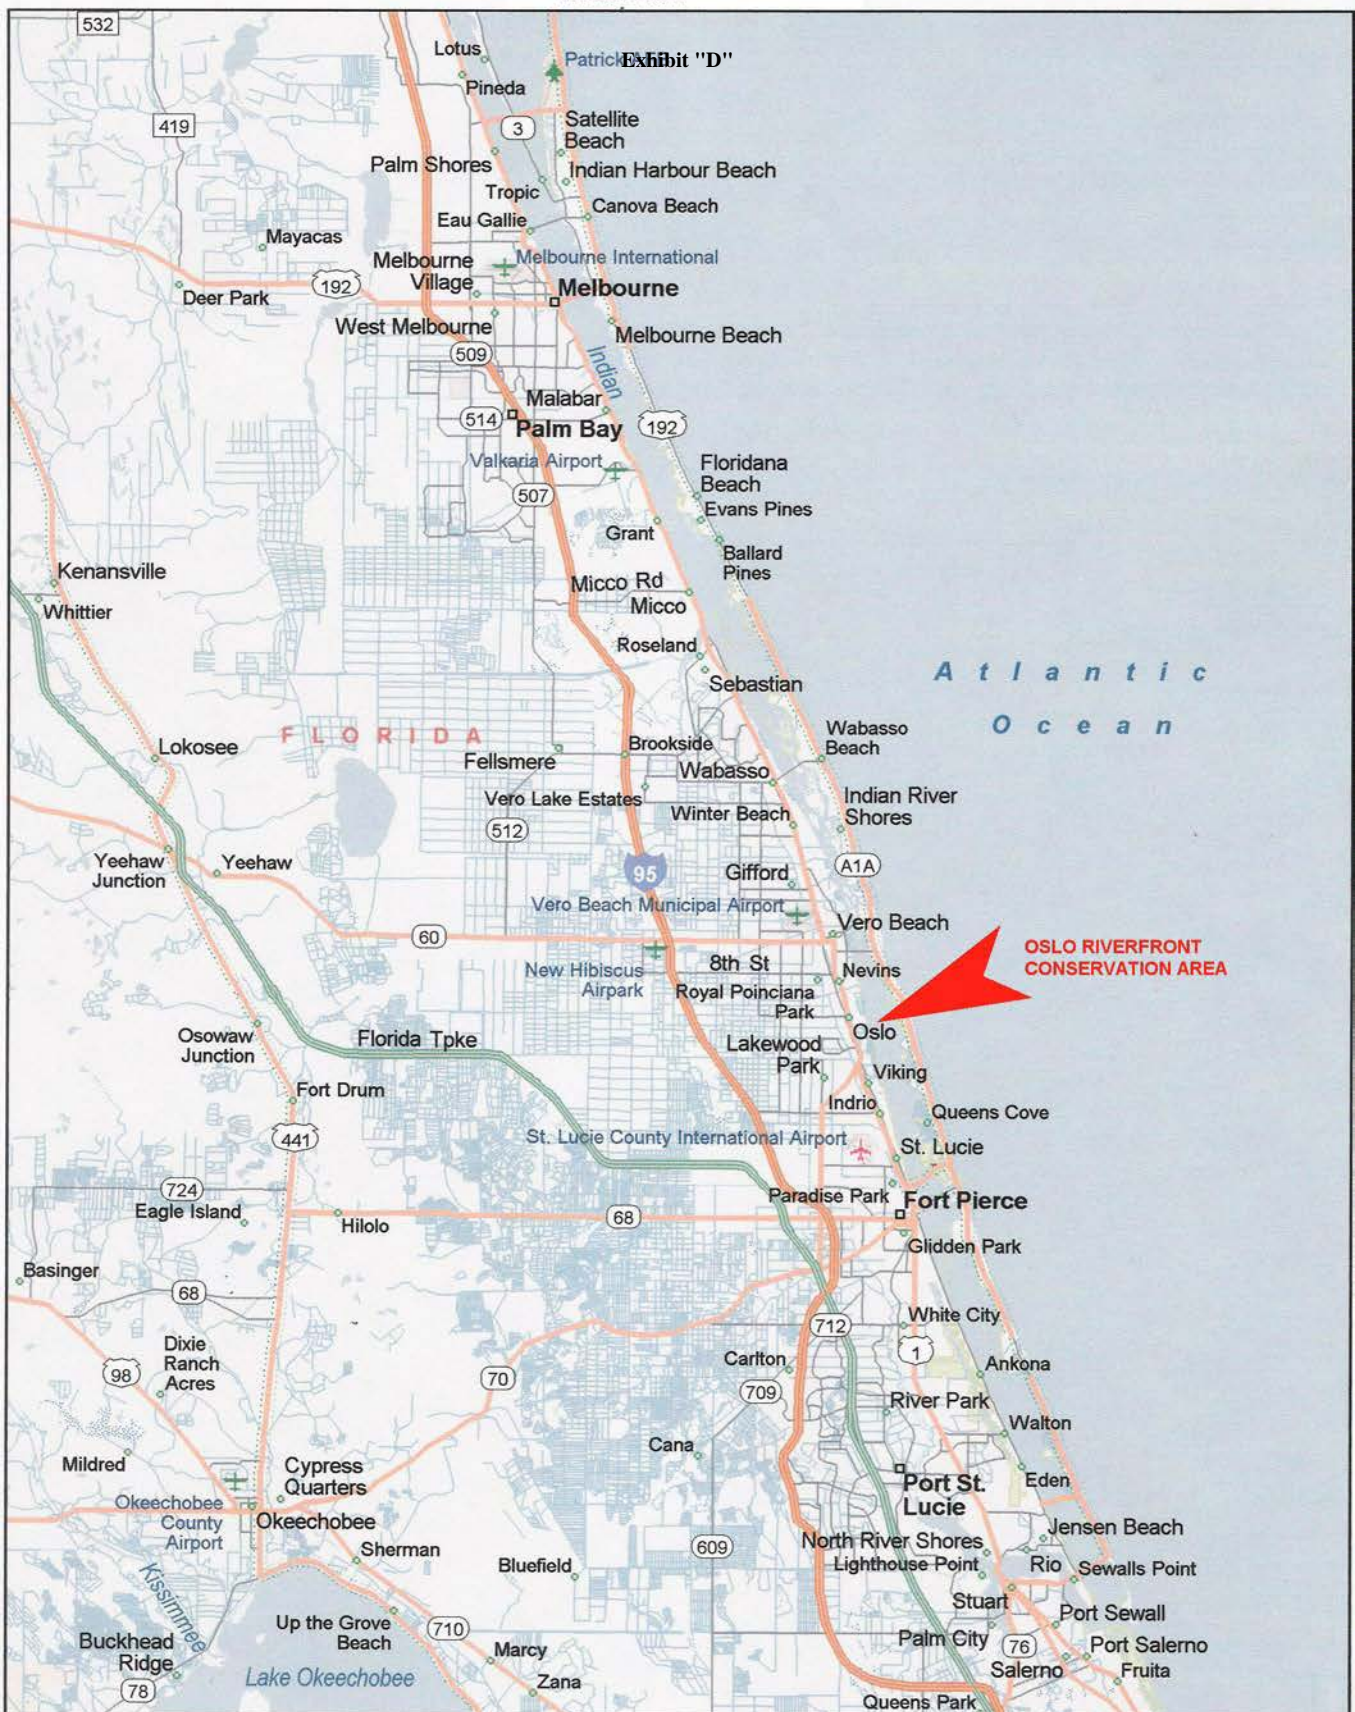 532
Lotus
Patrick
Exhibit "D"
Pineda
419
3
Satellite
Beach
Palm Shores
Indian Harbour Beach
Tropic
Canova Beach
Eau Gallie
Mayacas
Melbourne
Village
Melbourne International
192
Deer Park
Melbourne
West Melbourne
Melbourne Beach
509
Indian
Malabar
514
Palm Bay
192
Valkaria Airport
Floridana
Beach
507
Evans Pines
Grant
Ballard
Pines
Kenansville
Micco Rd
Whittier
Micco
Roseland
Atlantic
Ocean
Sebastian
FLORIDA
Wabasso
Beach
Lokosee
Brookside
Fellsmere
Wabasso
Vero Lake Estates
Indian River
Shores
Winter Beach
512
Yeehaw
Junction
Yeehaw
95
Gifford
A1A
Vero Beach Municipal Airport
Vero Beach
60
OSLO RIVERFRONT
CONSERVATION AREA
New Hibiscus
Airpark
8th St
Nevins
Royal Poinciana
Park
Osowaw
Junction
Florida Tpke
Oslo
Lakewood
Park
Viking
Fort Drum
Indrio
Queens Cove
441
St. Lucie County International Airport
St. Lucie
724
Paradise Park
Fort Pierce
Eagle Island
Hilolo
68
Glidden Park
Basinger
68
White City
712
Dixie
Ranch
Acres
1
98
Carlton
Ankona
70
709
River Park
Walton
Mildred
Cana
Cypress
Quarters
Port St.
Lucie
Eden
Okeechobee
County
Airport
Okeechobee
Jensen Beach
609
North River Shores
Sherman
Lighthouse Point
Rio
Sewalls Point
Bluefield
Kissimmee
Stuart
Up the Grove
Beach
Port Sewall
710
Palm City
76
Buckhead
Ridge
Marcy
Port Salerno
Lake Okeechobee
Salerno
Fruita
78
Zana
Queens Park